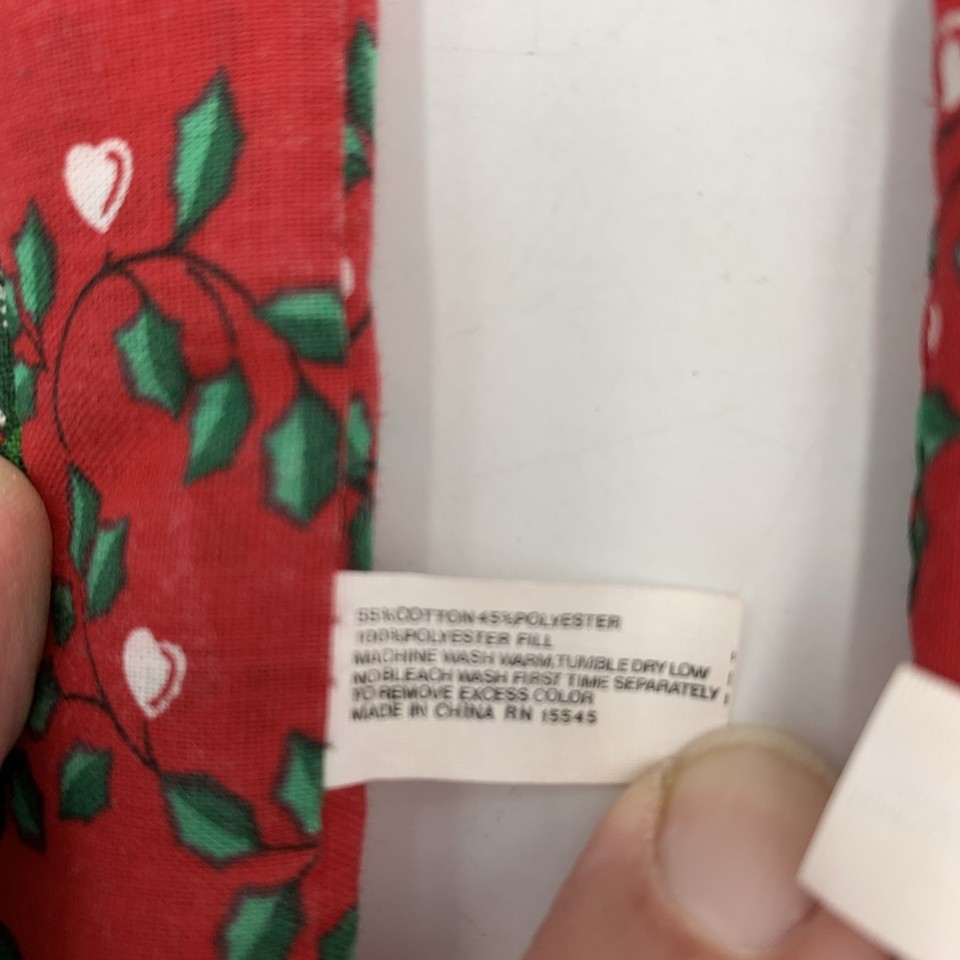 55%COTTON 45%POLYESTER
100%POLYESTER FILL
MACHINE WASH WARM,TUMBLE DRY LOW
NO BLEACH WASH FIRST TIME SEPARATELY
TO REMOVE EXCESS COLOR
MADE IN CHINA RN 15545